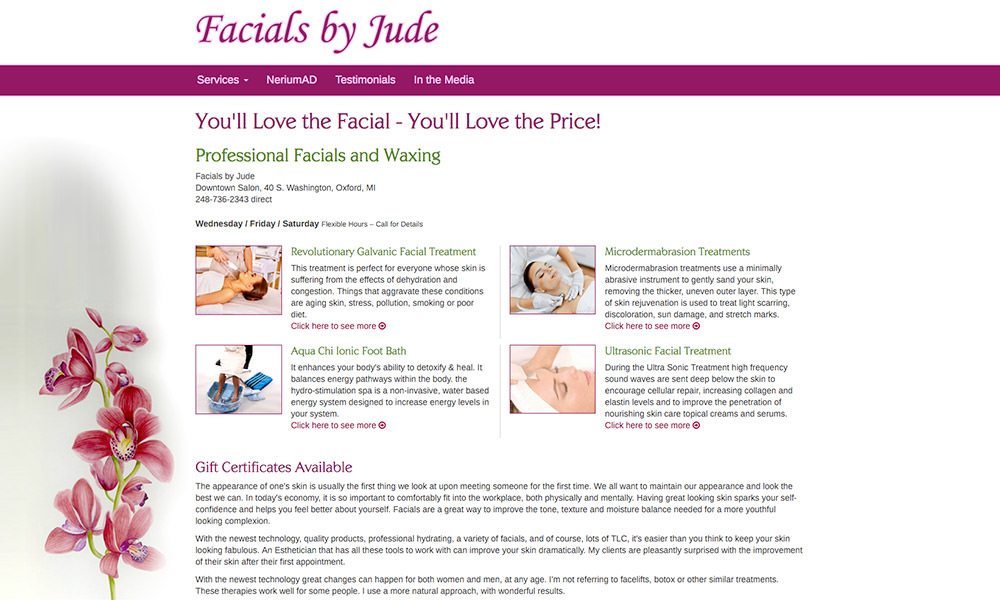 Facials by Jude
Services NeriumAD Testimonials In the Media
You'll Love the Facial - You'll Love the Price!
Professional Facials and Waxing
Facials by Jude
Downtown Salon, 40 S. Washington, Oxford, MI
248-736-2343 direct
Wednesday / Friday / Saturday Flexible Hours – Call for Details
Revolutionary Galvanic Facial Treatment
This treatment is perfect for everyone whose skin is
suffering from the effects of dehydration and
congestion. Things that aggravate these conditions
are aging skin, stress, pollution, smoking or poor
diet.
Click here to see more
Microdermabrasion Treatments
Microdermabrasion treatments use a minimally
abrasive instrument to gently sand your skin,
removing the thicker, uneven outer layer. This type
of skin rejuvenation is used to treat light scarring,
discoloration, sun damage, and stretch marks.
Click here to see more
Aqua Chi Ionic Foot Bath
It enhances your body's ability to detoxify & heal. It
balances energy pathways within the body. the
hydro-stimulation spa is a non-invasive, water based
energy system designed to increase energy levels in
your system.
Click here to see more
Ultrasonic Facial Treatment
During the Ultra Sonic Treatment high frequency
sound waves are sent deep below the skin to
encourage cellular repair, increasing collagen and
elastin levels and to improve the penetration of
nourishing skin care topical creams and serums.
Click here to see more
Gift Certificates Available
The appearance of one's skin is usually the first thing we look at upon meeting someone for the first time. We all want to maintain our appearance and look the
best we can. In today's economy, it is so important to comfortably fit into the workplace, both physically and mentally. Having great looking skin sparks your self-
confidence and helps you feel better about yourself. Facials are a great way to improve the tone, texture and moisture balance needed for a more youthful
looking complexion.
With the newest technology, quality products, professional hydrating, a variety of facials, and of course, lots of TLC, it's easier than you think to keep your skin
looking fabulous. An Esthetician that has all these tools to work with can improve your skin dramatically. My clients are pleasantly surprised with the improvement
of their skin after their first appointment.
With the newest technology great changes can happen for both women and men, at any age. I'm not referring to facelifts, botox or other similar treatments.
These therapies work well for some people. I use a more natural approach, with wonderful results.